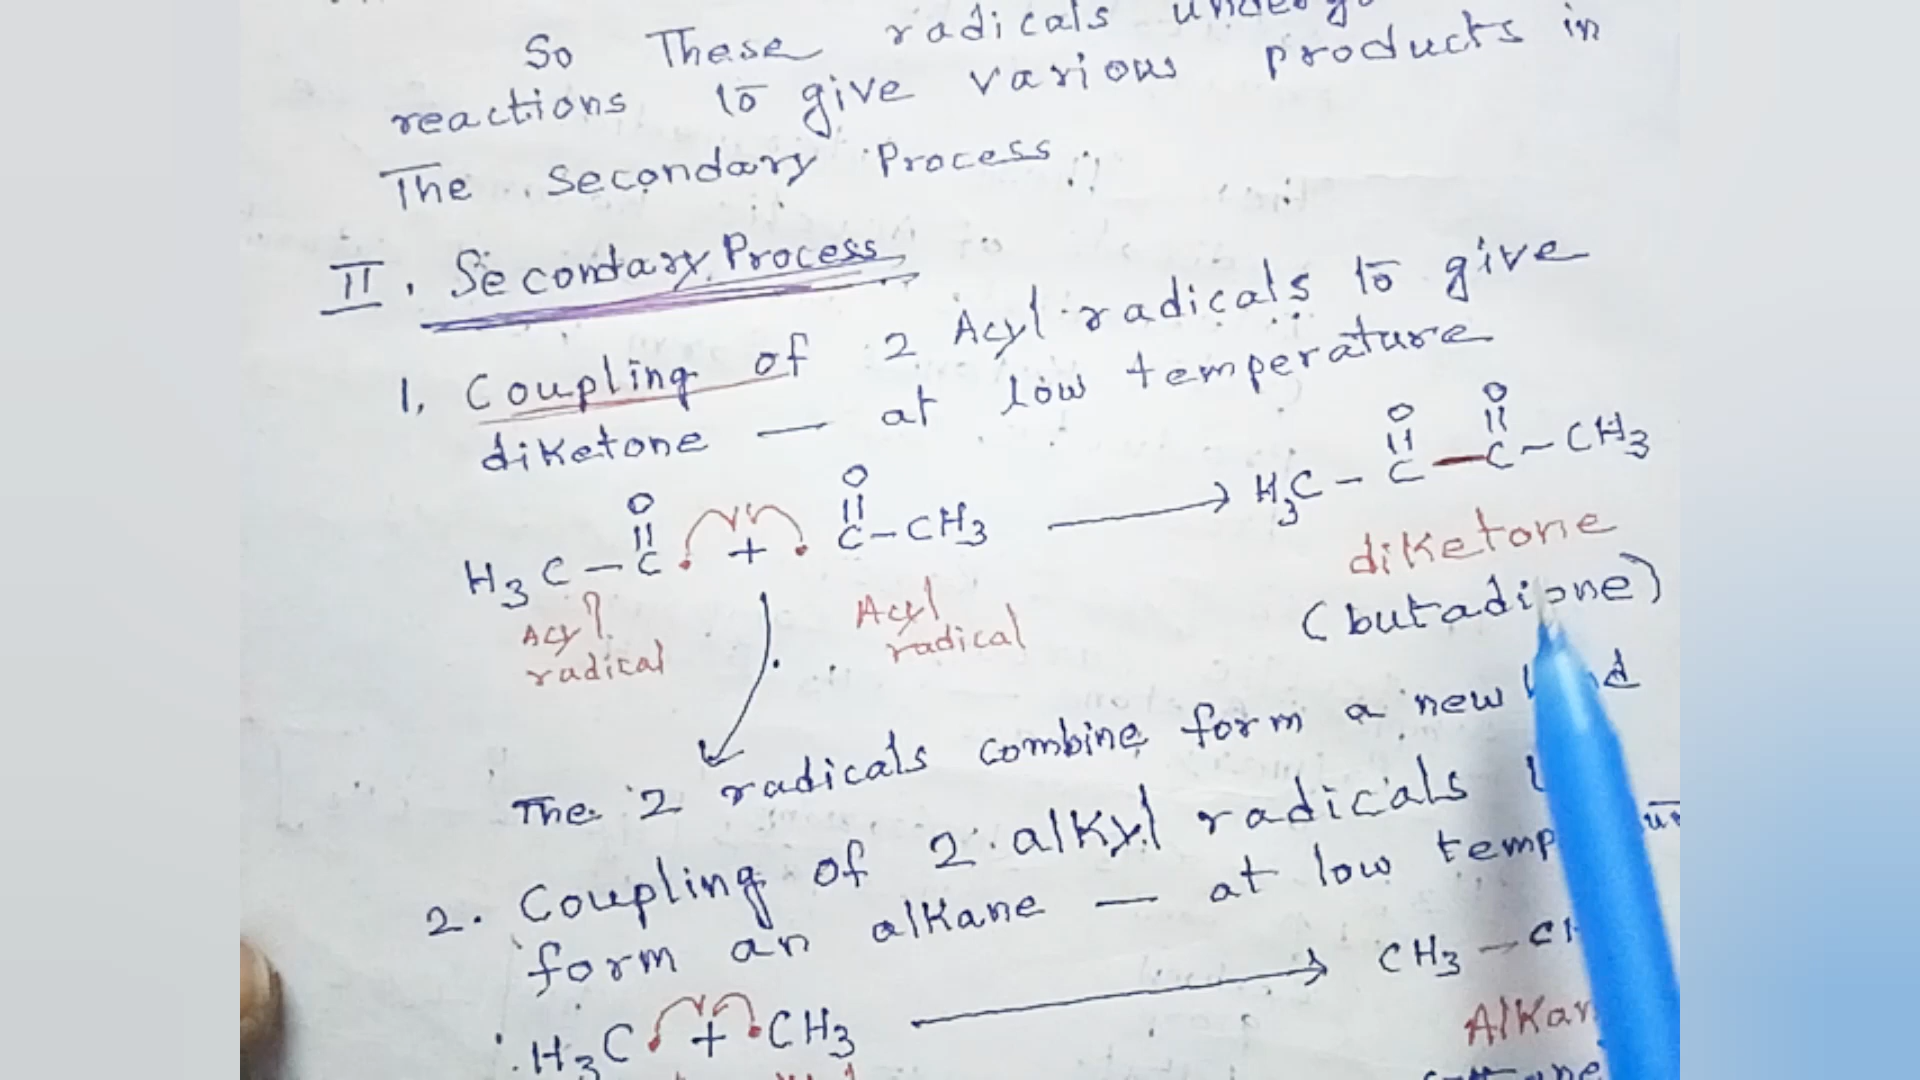 So These radicals undergo
reactions to give various products in
The Secondary Process.
II. Secondary Process
1. Coupling of 2 Acyl radicals to give
diketone — at low temperature
O O O O
|| || || ||
H3C – C· + ·C – CH3 → H3C – C – C – CH3
Acyl radical Acyl radical diketone
(butadione)
The 2 radicals combine form a new
2. Coupling of 2 alkyl radicals
form an alkane — at low
H3C· + ·CH3 → CH3 –